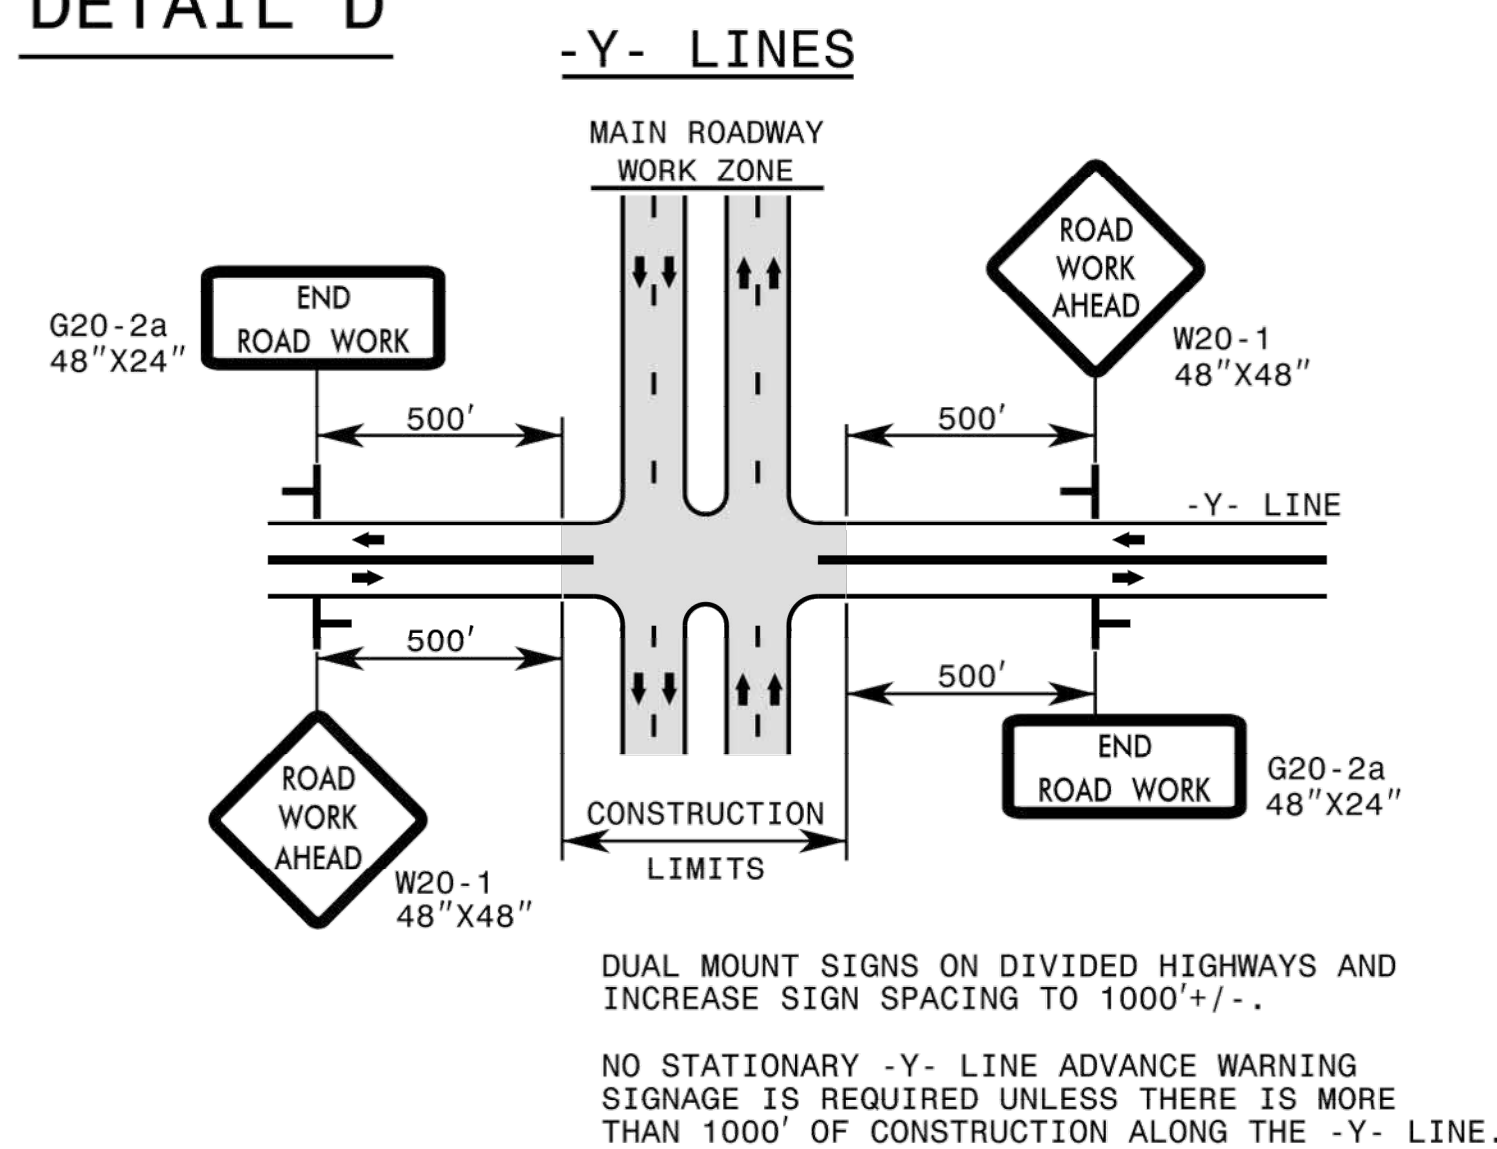 DETAIL D
-Y- LINES
MAIN ROADWAY
WORK ZONE
ROAD
WORK
AHEAD
W20-1
48"X48"
END
ROAD WORK
G20-2a
48"X24"
500'
500'
-Y- LINE
500'
500'
END
ROAD WORK
G20-2a
48"X24"
ROAD
WORK
AHEAD
W20-1
48"X48"
CONSTRUCTION
LIMITS
DUAL MOUNT SIGNS ON DIVIDED HIGHWAYS AND
INCREASE SIGN SPACING TO 1000'+/-.
NO STATIONARY -Y- LINE ADVANCE WARNING
SIGNAGE IS REQUIRED UNLESS THERE IS MORE
THAN 1000' OF CONSTRUCTION ALONG THE -Y- LINE.